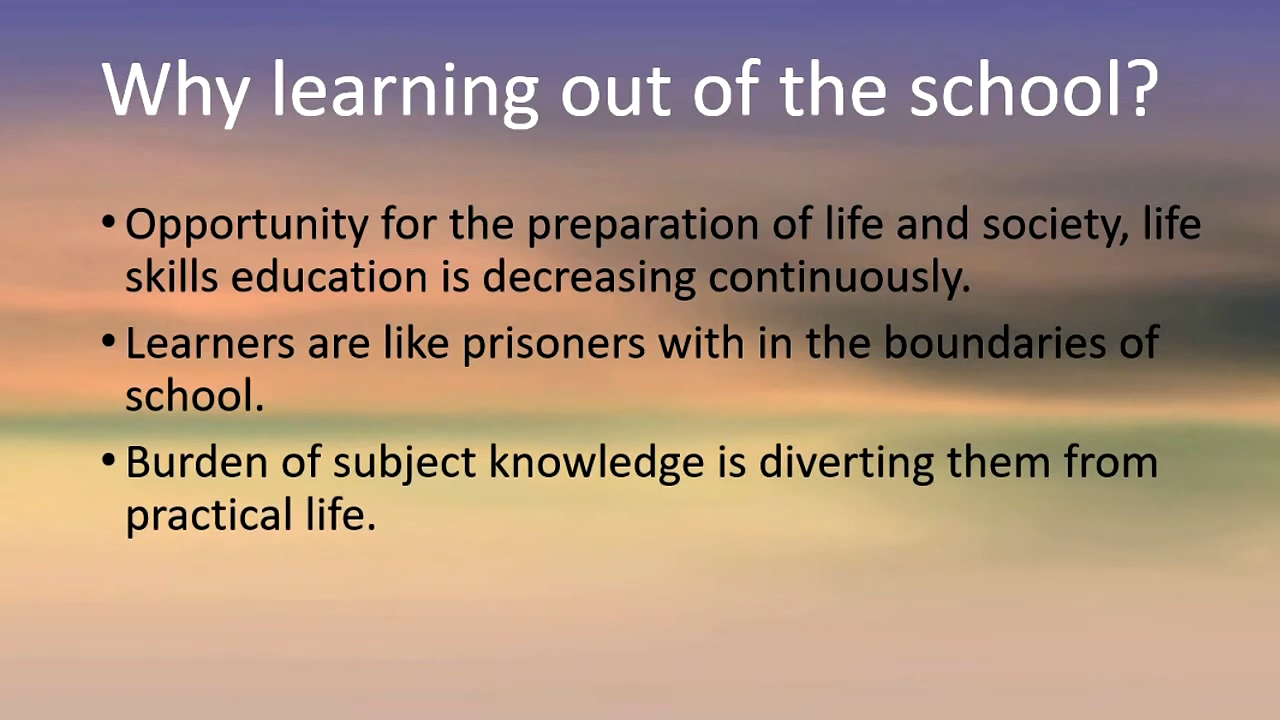 Why learning out of the school?
• Opportunity for the preparation of life and society, life
skills education is decreasing continuously.
• Learners are like prisoners with in the boundaries of
school.
• Burden of subject knowledge is diverting them from
practical life.